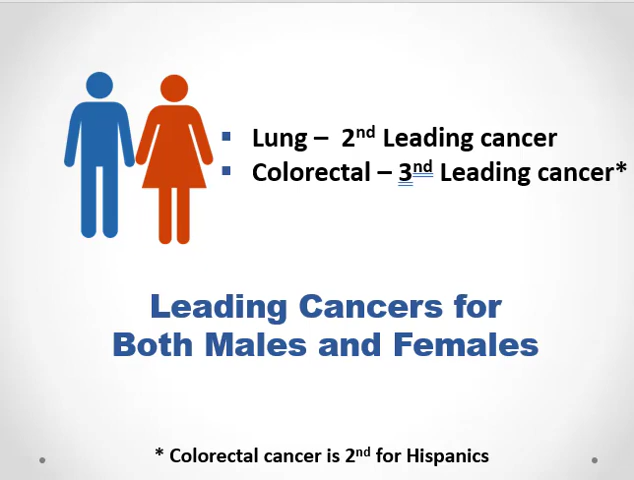 ▪ Lung – 2nd Leading cancer
▪ Colorectal – 3nd Leading cancer*
Leading Cancers for
Both Males and Females
* Colorectal cancer is 2nd for Hispanics